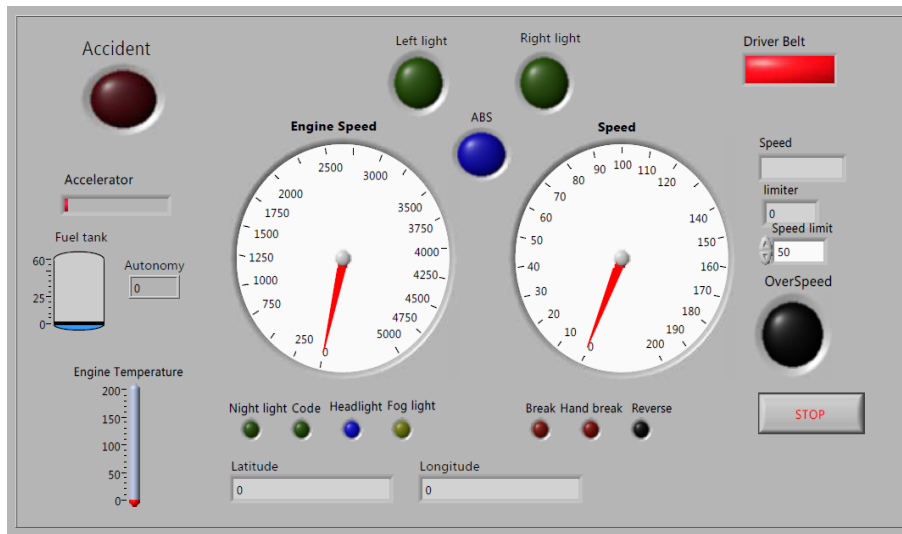 Accident
Left light
Right light
Driver Belt
ABS
Engine Speed
0
250
750
1000
1250
1500
1750
2000
2500
3000
3500
3750
4000
4250
4500
4750
5000
Speed
0
10
20
30
40
50
60
70
80
90
100
110
120
140
150
160
170
180
190
200
Speed
limiter
0
Speed limit
50
OverSpeed
STOP
Accelerator
Fuel tank
60
25
0
Autonomy
0
Engine Temperature
200
150
100
50
0
Night light Code Headlight Fog light
Break Hand break Reverse
Latitude
0
Longitude
0